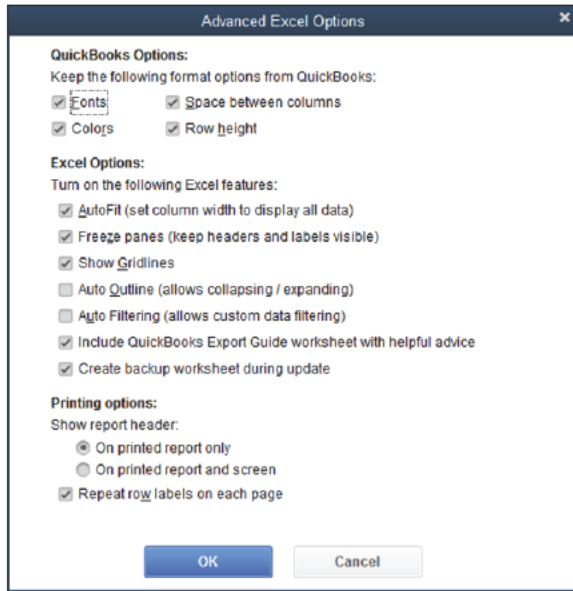 Advanced Excel Options
QuickBooks Options:
Keep the following format options from QuickBooks:
Fonts Space between columns
Colors Row height
Excel Options:
Turn on the following Excel features:
AutoFit (set column width to display all data)
Freeze panes (keep headers and labels visible)
Show Gridlines
Auto Outline (allows collapsing / expanding)
Auto Filtering (allows custom data filtering)
Include QuickBooks Export Guide worksheet with helpful advice
Create backup worksheet during update
Printing options:
Show report header:
On printed report only
On printed report and screen
Repeat row labels on each page
OK Cancel